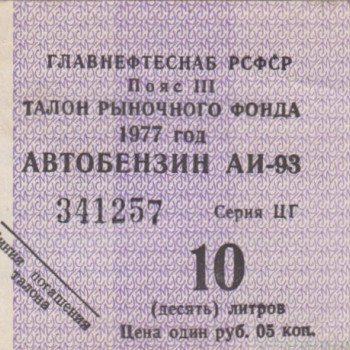 ГЛАВНЕФТЕСНАБ РСФСР
Пояс III
ТАЛОН РЫНОЧНОГО ФОНДА
1977 год
АВТОБЕНЗИН АИ-93
341257 Серия ЦГ
Линия погашения
талона
10
(десять) литров
Цена один руб. 05 коп.